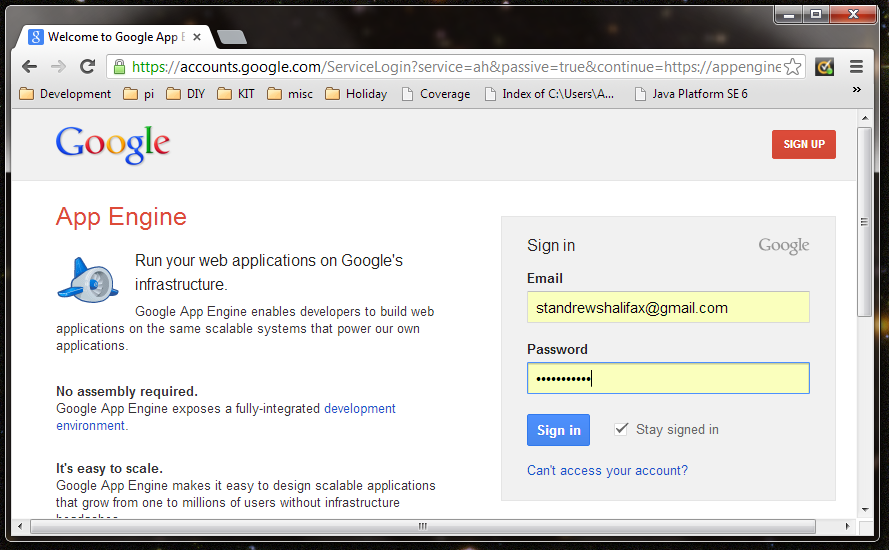 Welcome to Google App E
https://accounts.google.com/ServiceLogin?service=ah&passive=true&continue=https://appengine
Development pi DIY KIT misc Holiday Coverage Index of C:\Users\A... Java Platform SE 6 »
Google
SIGN UP
App Engine
Run your web applications on Google's
infrastructure.
Google App Engine enables developers to build web
applications on the same scalable systems that power our own
applications.
No assembly required.
Google App Engine exposes a fully-integrated development
environment.
It's easy to scale.
Google App Engine makes it easy to design scalable applications
that grow from one to millions of users without infrastructure
Sign in Google
Email
standrewshalifax@gmail.com
Password
•••••••••••
Sign in Stay signed in
Can't access your account?